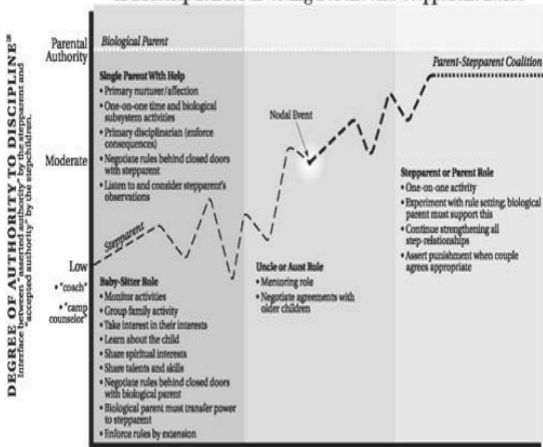 Parental
Authority
Biological Parent
Parent-Stepparent Coalition
Single Parent With Help
• Primary nurturer/affection
• One-on-one time and biological
subsystem activities
• Primary disciplinarian (enforce
consequences)
• Negotiate rules behind closed doors
with stepparent
• Listen to and consider stepparent's
observations
Nodal Event
Moderate
Stepparent or Parent Role
• One-on-one activity
• Experiment with rule setting; biological
parent must support this
• Continue strengthening all
step-relationships
• Assert punishment when couple
agrees appropriate
Stepparent
Low
• "coach"
• "camp
counselor"
Baby-Sitter Role
• Monitor activities
• Group family activity
• Take interest in their interests
• Learn about the child
• Share spiritual interests
• Share talents and skills
• Negotiate rules behind closed doors
with biological parent
• Biological parent must transfer power
to stepparent
• Enforce rules by extension
Uncle or Aunt Role
• Mentoring role
• Negotiate agreements with
older children
DEGREE OF AUTHORITY TO DISCIPLINE
Interface between "asserted authority" by the stepparent and
"accepted authority" by the stepchildren.